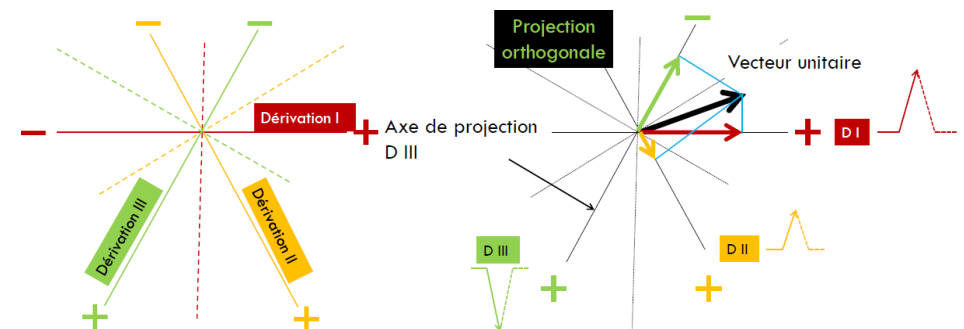 Dérivation I
Dérivation III
Dérivation II
Projection
orthogonale
Vecteur unitaire
Axe de projection
D III
D I
D III
D II